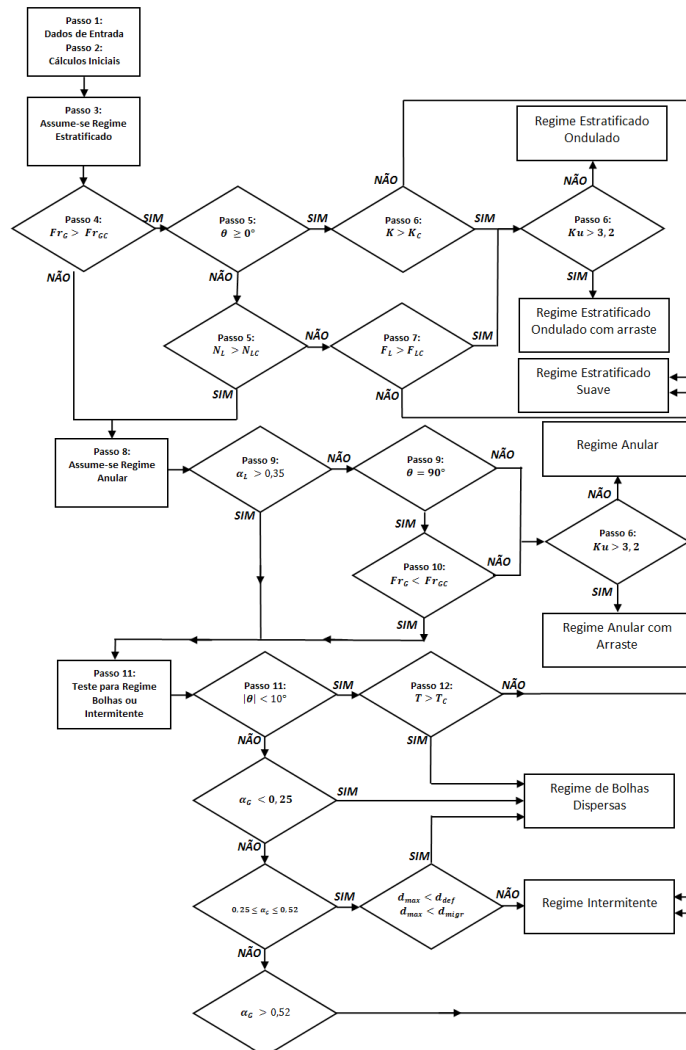 Passo 1:
Dados de Entrada
Passo 2:
Cálculos Iniciais
Passo 3:
Assume-se Regime
Estratificado
Regime Estratificado
Ondulado
NÃO
NÃO
Passo 4:
Fr_G > Fr_GC
SIM
Passo 5:
θ ≥ 0°
SIM
Passo 6:
K > K_C
SIM
Passo 6:
Ku > 3, 2
NÃO
NÃO
SIM
Regime Estratificado
Ondulado com arraste
Passo 5:
N_L > N_LC
NÃO
Passo 7:
F_L > F_LC
SIM
Regime Estratificado
Suave
SIM
NÃO
Passo 8:
Assume-se Regime
Anular
Passo 9:
α_L > 0,35
NÃO
Passo 9:
θ = 90°
NÃO
Regime Anular
NÃO
SIM
SIM
Passo 10:
Fr_G < Fr_GC
NÃO
Passo 6:
Ku > 3, 2
SIM
SIM
Regime Anular com
Arraste
Passo 11:
Teste para Regime
Bolhas ou
Intermitente
Passo 11:
|θ| < 10°
SIM
Passo 12:
T > T_C
NÃO
NÃO
SIM
α_G < 0, 25
SIM
Regime de Bolhas
Dispersas
NÃO
SIM
0.25 ≤ α_G ≤ 0,52
SIM
d_max < d_def
d_max < d_migr
NÃO
Regime Intermitente
NÃO
α_G > 0,52